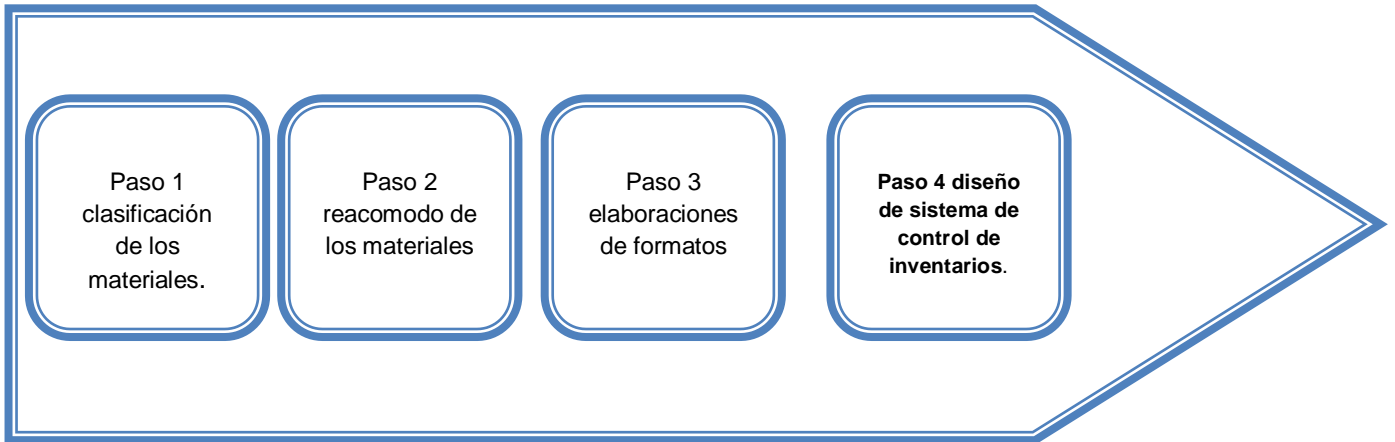 Paso 1
clasificación
de los
materiales.
Paso 2
reacomodo de
los materiales
Paso 3
elaboraciones
de formatos
Paso 4 diseño
de sistema de
control de
inventarios.